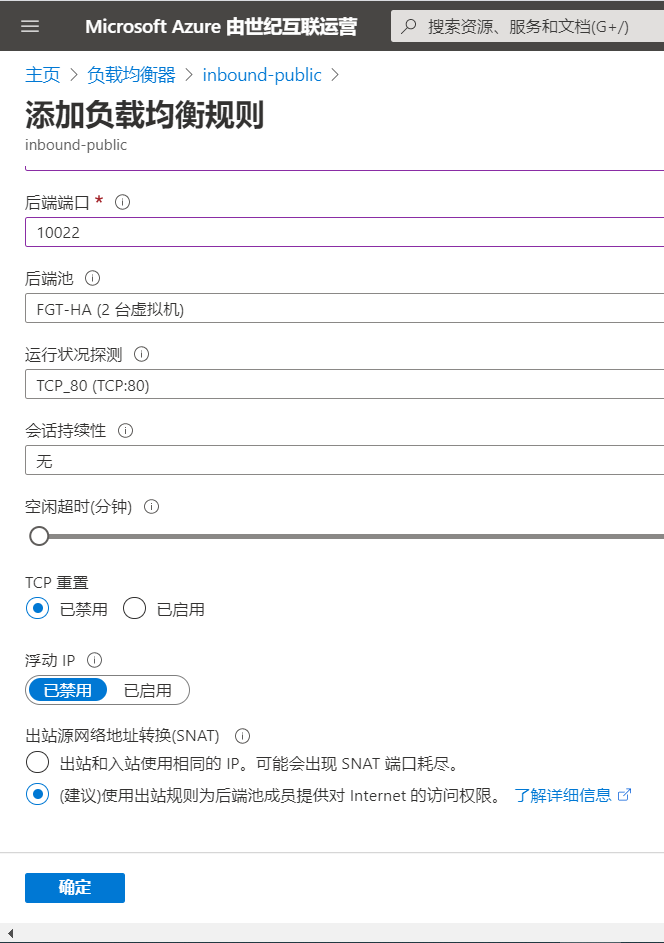 Microsoft Azure 由世纪互联运营
搜索资源、服务和文档(G+/)
主页 > 负载均衡器 > inbound-public >
添加负载均衡规则
inbound-public
后端端口 *
10022
后端池
FGT-HA (2 台虚拟机)
运行状况探测
TCP_80 (TCP:80)
会话持续性
无
空闲超时(分钟)
TCP 重置
已禁用 已启用
浮动 IP
已禁用 已启用
出站源网络地址转换(SNAT)
出站和入站使用相同的 IP。可能会出现 SNAT 端口耗尽。
(建议)使用出站规则为后端池成员提供对 Internet 的访问权限。 了解详细信息
确定